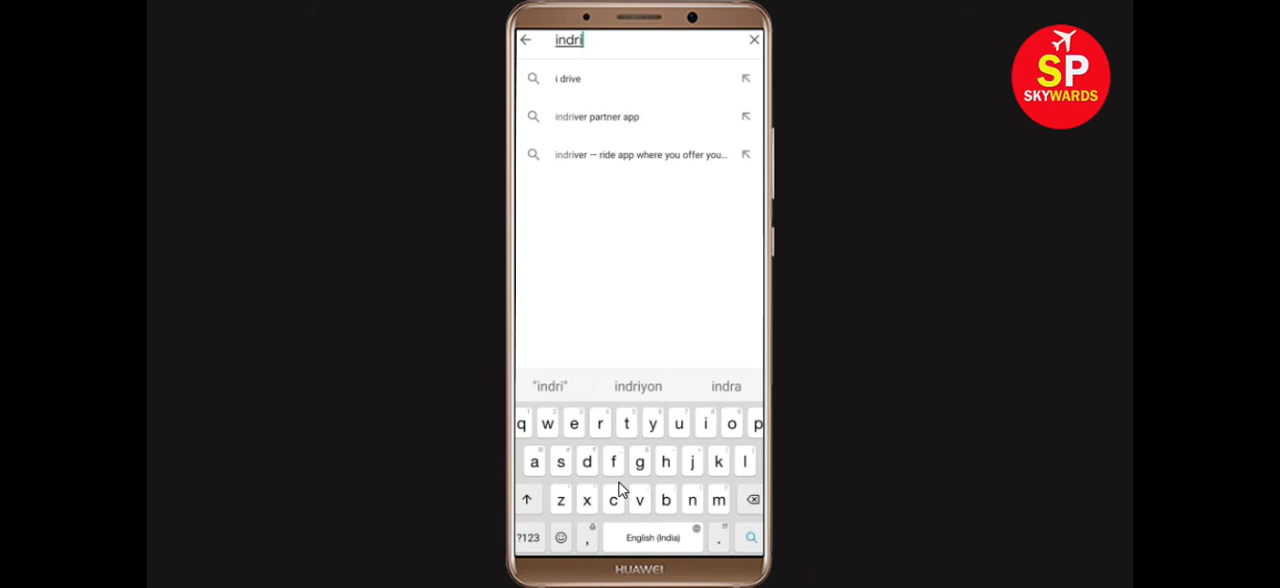 indri
SP
SKYWARDS
i drive
indriver partner app
indriver – ride app where you offer you...
"indri" indriyon indra
q w e r t y u i o p
a s d f g h j k l
z x c v b n m
?123 , English (India) .
HUAWEI